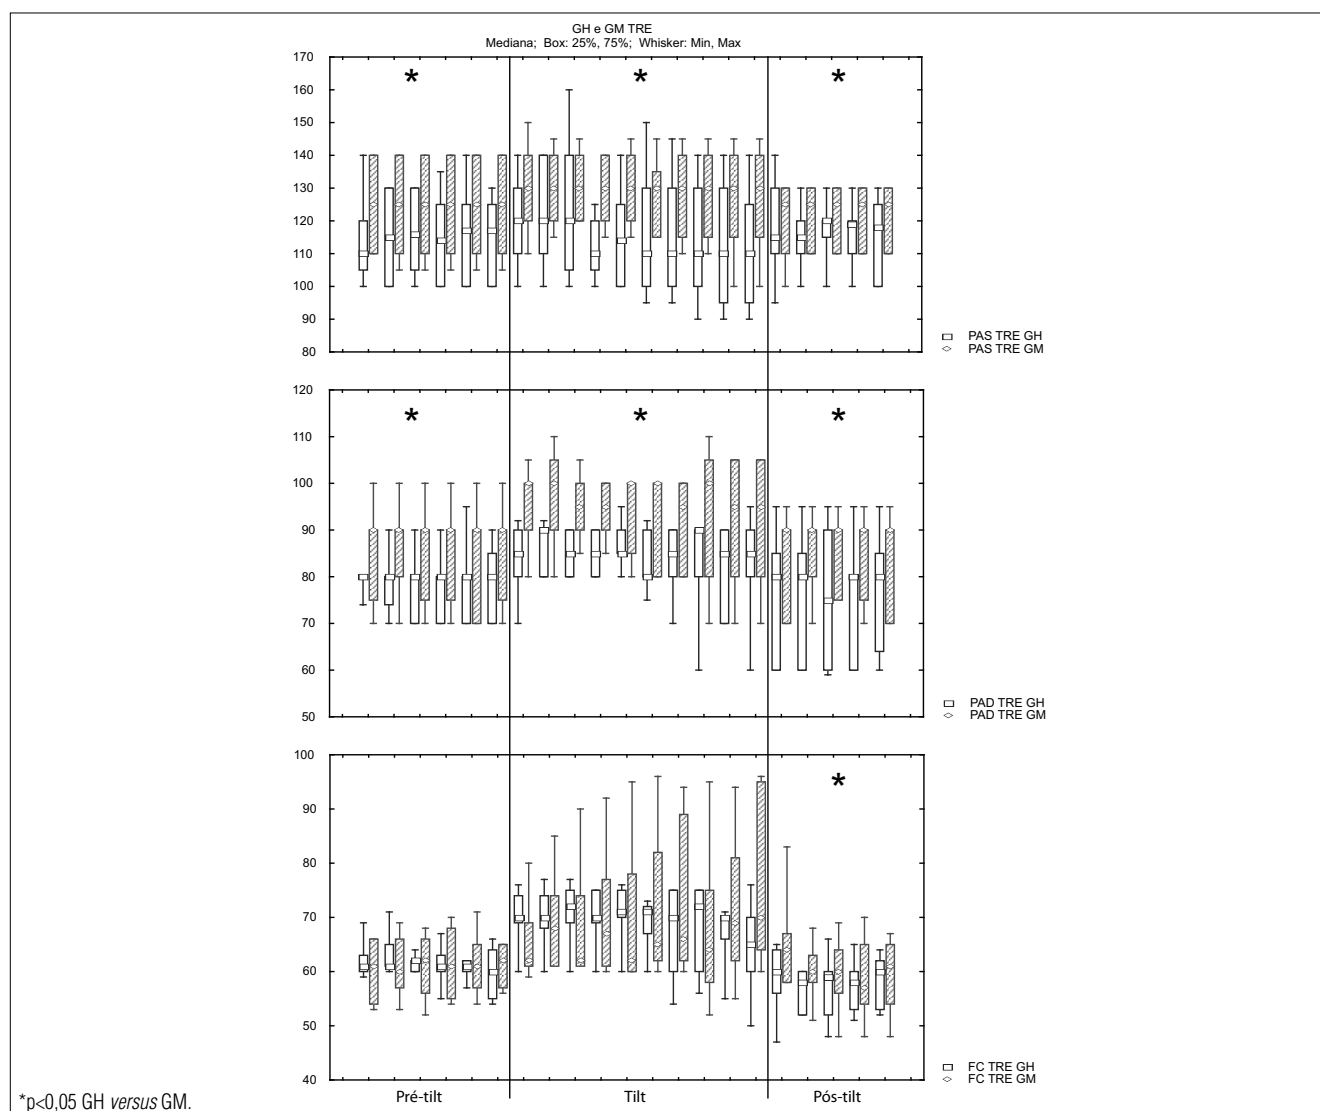 GH e GM TRE
Mediana; Box: 25%, 75%; Whisker: Min, Max
170
160
150
140
130
120
110
100
90
80
* * *
PAS TRE GH
PAS TRE GM
120
110
100
90
80
70
60
50
* * *
PAD TRE GH
PAD TRE GM
100
90
80
70
60
50
40
*
FC TRE GH
FC TRE GM
Pré-tilt Tilt Pós-tilt
*p<0,05 GH versus GM.